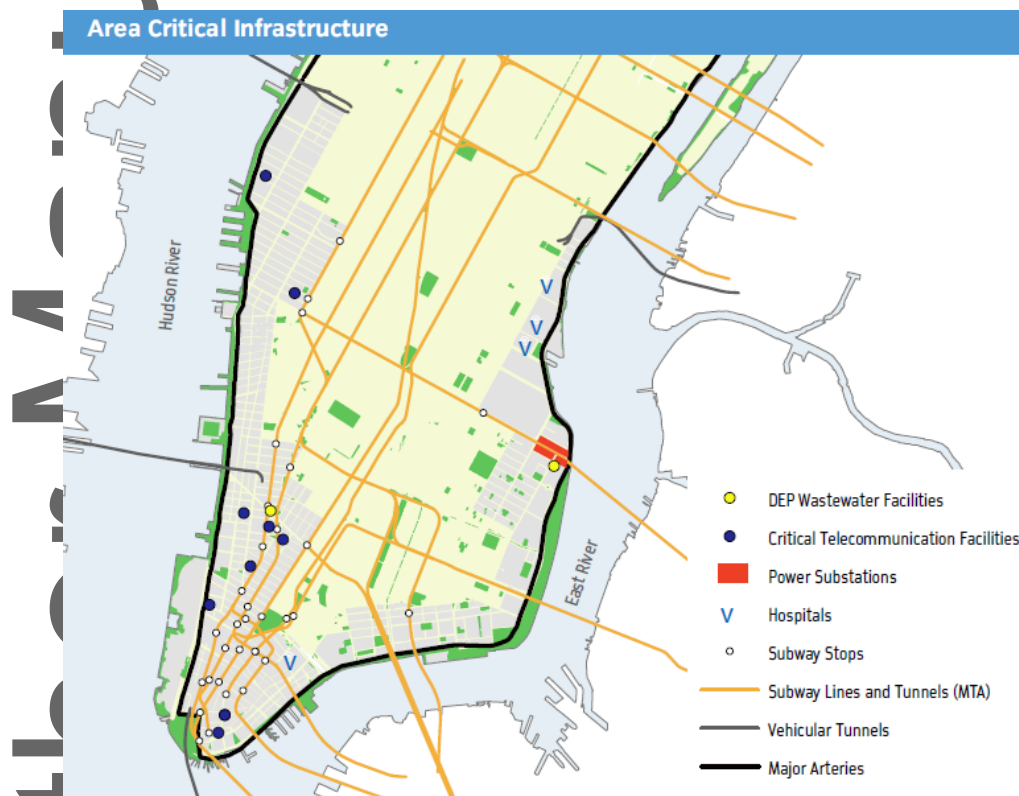 Area Critical Infrastructure
Hudson River
East River
DEP Wastewater Facilities
Critical Telecommunication Facilities
Power Substations
V Hospitals
Subway Stops
Subway Lines and Tunnels (MTA)
Vehicular Tunnels
Major Arteries
V
V
V
V